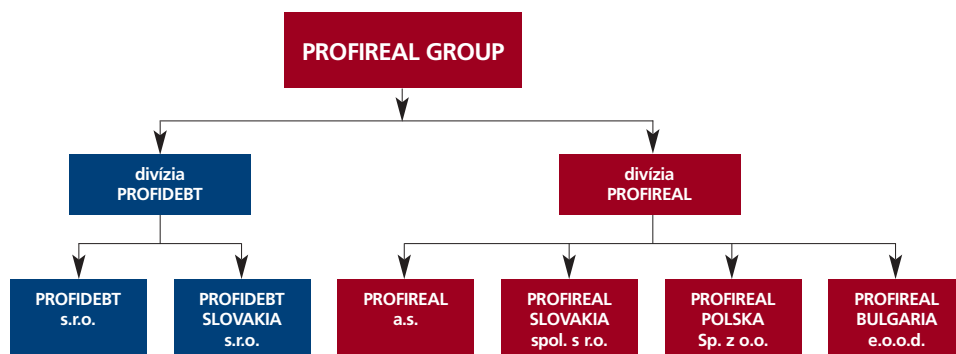 PROFIREAL GROUP
divízia
PROFIDEBT
divízia
PROFIREAL
PROFIDEBT
s.r.o.
PROFIDEBT
SLOVAKIA
s.r.o.
PROFIREAL
a.s.
PROFIREAL
SLOVAKIA
spol. s r.o.
PROFIREAL
POLSKA
Sp. z o.o.
PROFIREAL
BULGARIA
e.o.o.d.